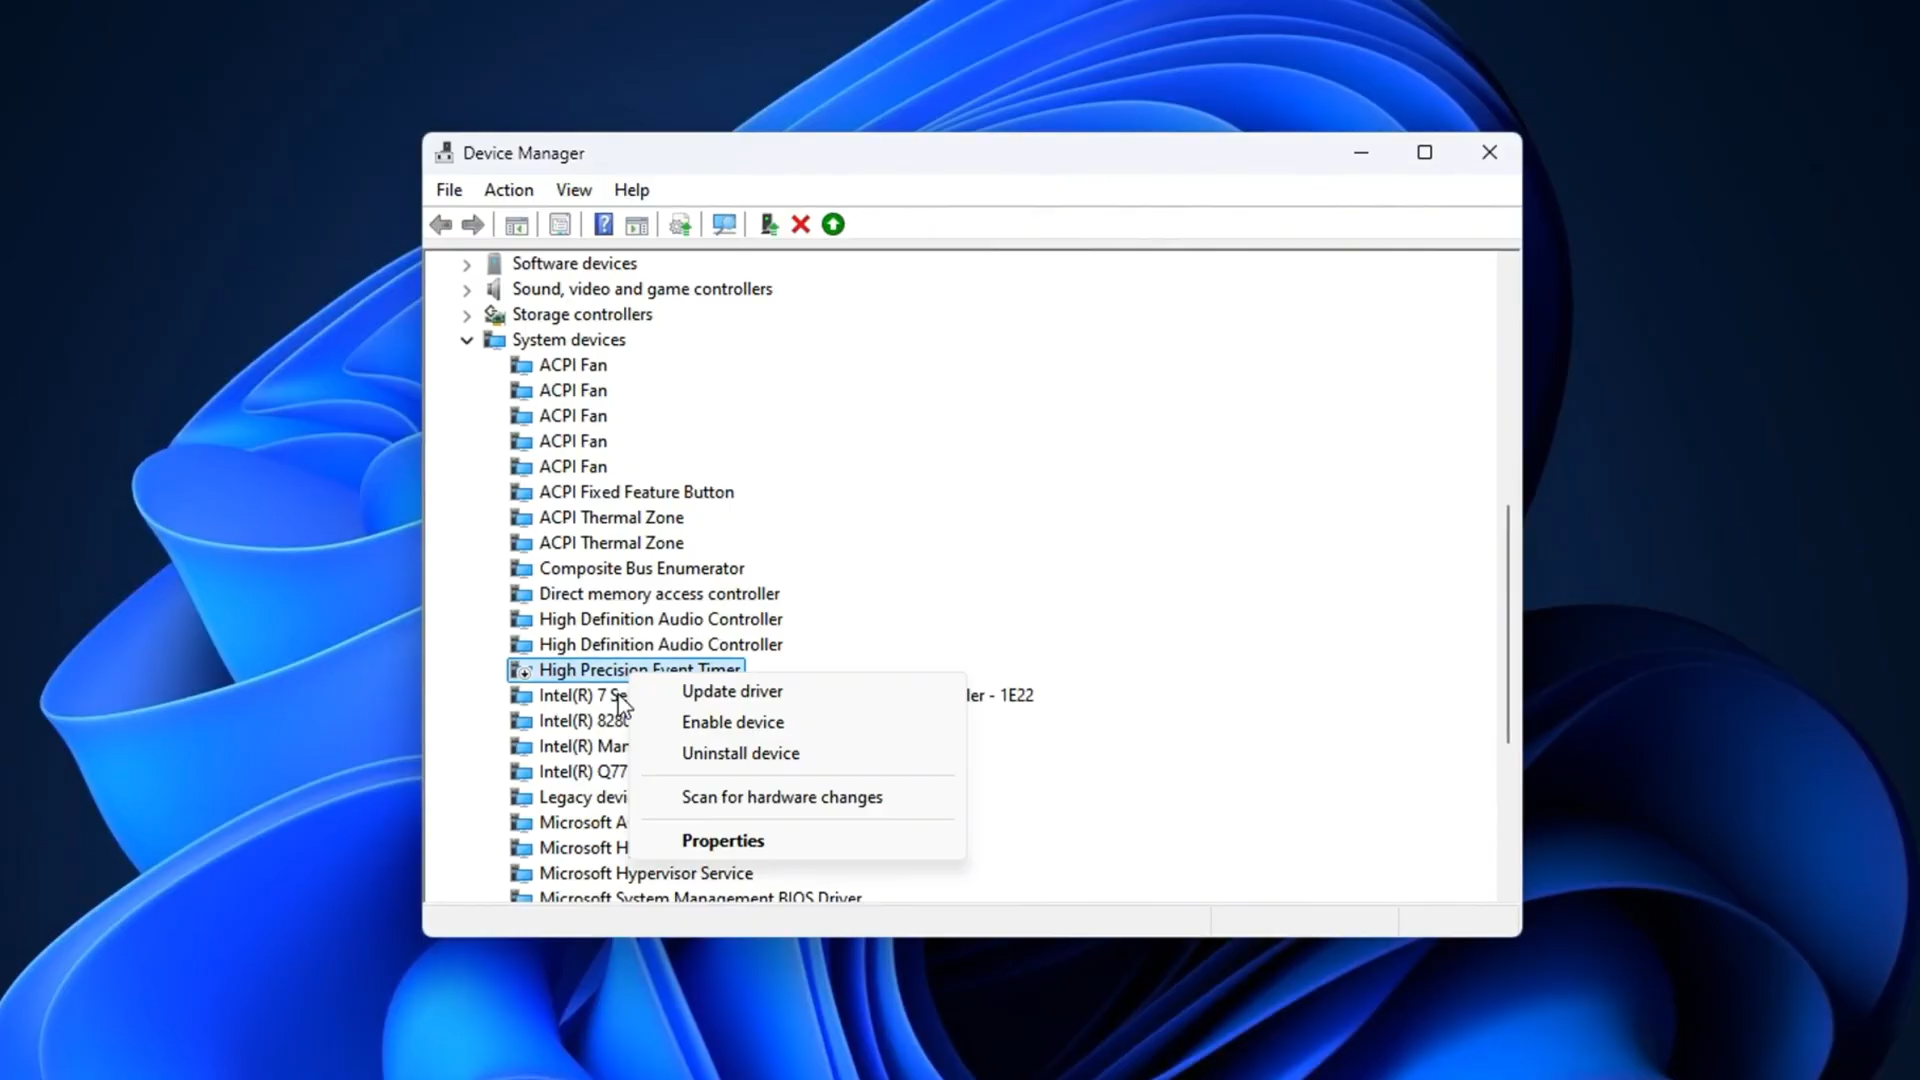 Device Manager
File Action View Help
Software devices
Sound, video and game controllers
Storage controllers
System devices
ACPI Fan
ACPI Fan
ACPI Fan
ACPI Fan
ACPI Fan
ACPI Fixed Feature Button
ACPI Thermal Zone
ACPI Thermal Zone
Composite Bus Enumerator
Direct memory access controller
High Definition Audio Controller
High Definition Audio Controller
High Precision Event Timer
Intel(R) 7 ler - 1E22
Intel(R)
Intel(R)
Intel(R) Q77
Legacy
Microsoft
Microsoft
Microsoft Hypervisor Service
Microsoft System Management BIOS Driver
Update driver
Enable device
Uninstall device
Scan for hardware changes
Properties